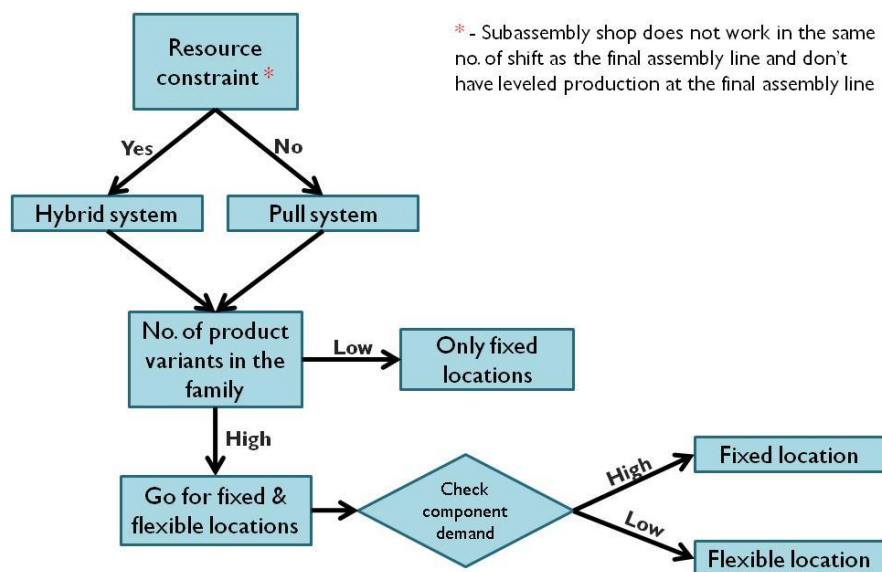 Resource
constraint *
* - Subassembly shop does not work in the same
no. of shift as the final assembly line and don't
have leveled production at the final assembly line
Yes
No
Hybrid system
Pull system
No. of product
variants in the
family
Low
Only fixed
locations
High
Go for fixed &
flexible locations
Check
component
demand
High
Fixed location
Low
Flexible location